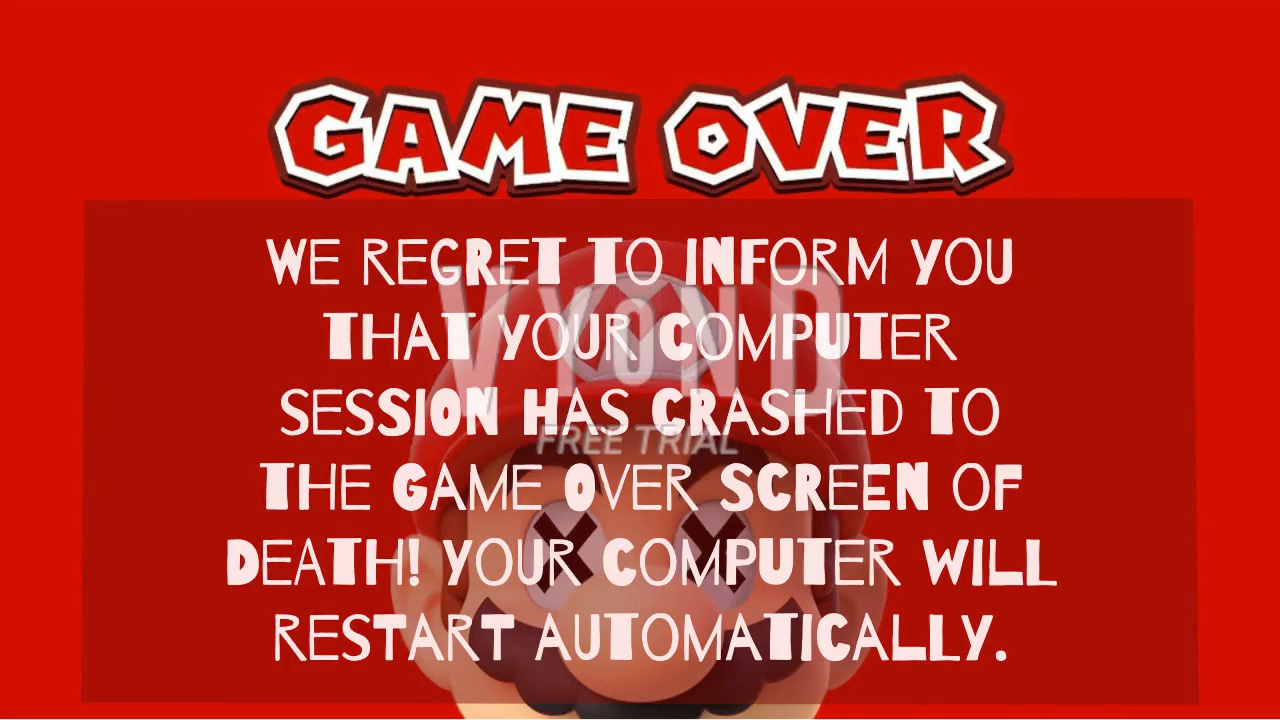 GAME OVER
WE REGRET TO INFORM YOU
THAT YOUR COMPUTER
SESSION HAS CRASHED TO
THE GAME OVER SCREEN OF
DEATH! YOUR COMPUTER WILL
RESTART AUTOMATICALLY.
VYOND
FREE TRIAL